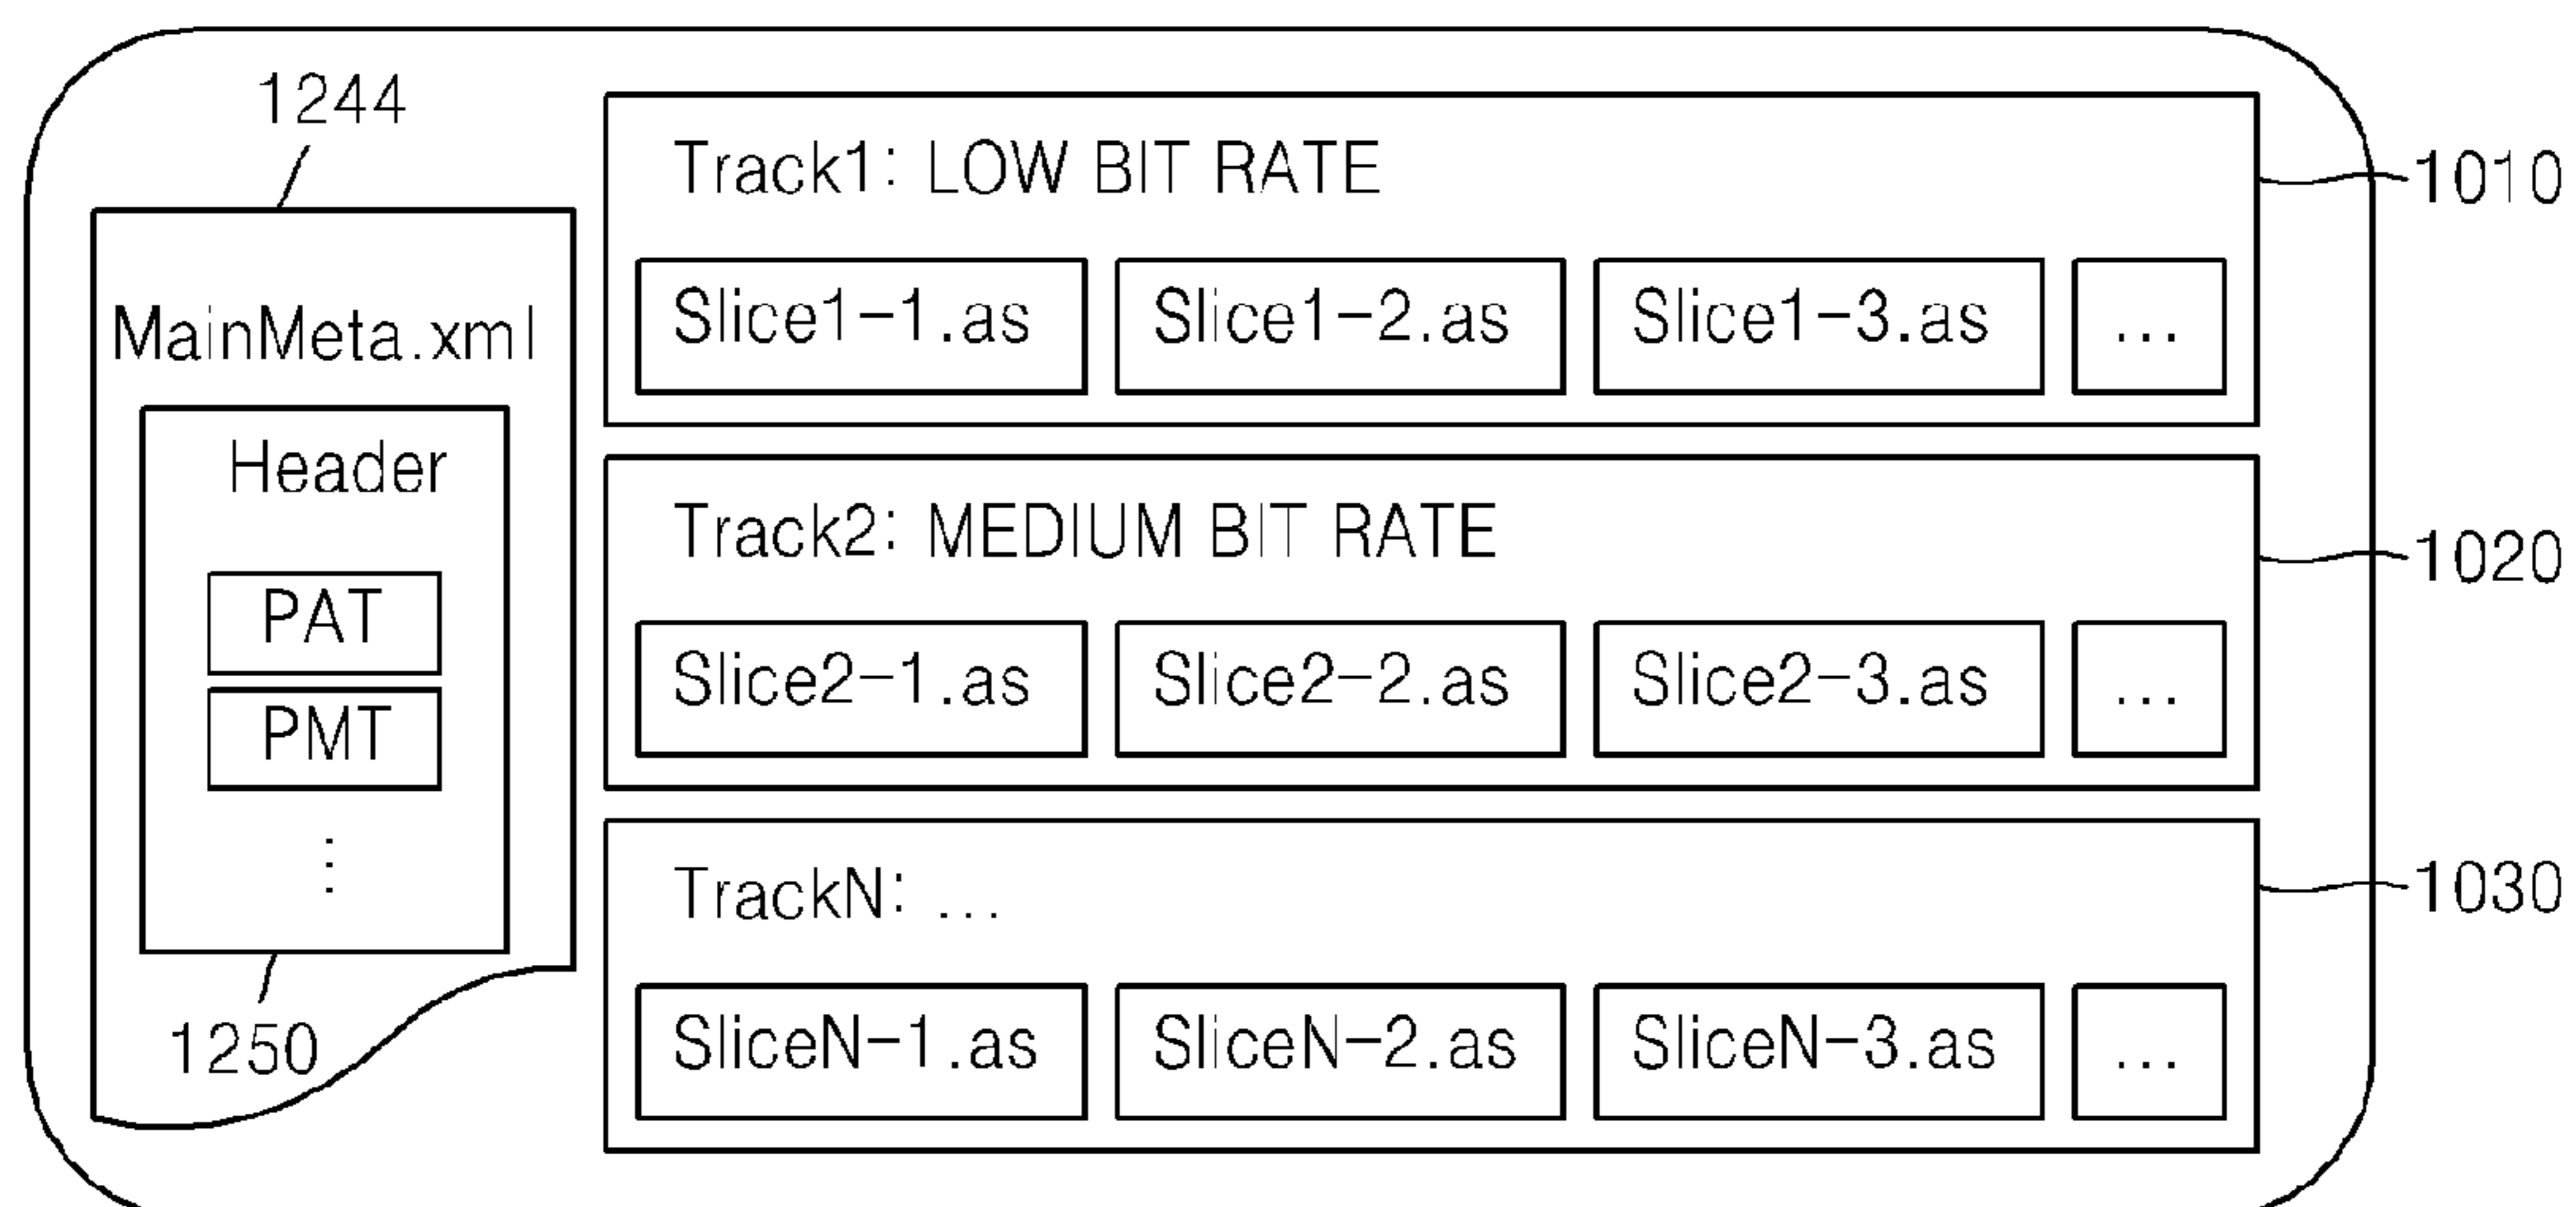 1244
MainMeta.xml
Header
PAT
PMT
⋮
1250
Track1: LOW BIT RATE
Slice1-1.as Slice1-2.as Slice1-3.as ...
1010
Track2: MEDIUM BIT RATE
Slice2-1.as Slice2-2.as Slice2-3.as ...
1020
TrackN: ...
SliceN-1.as SliceN-2.as SliceN-3.as ...
1030